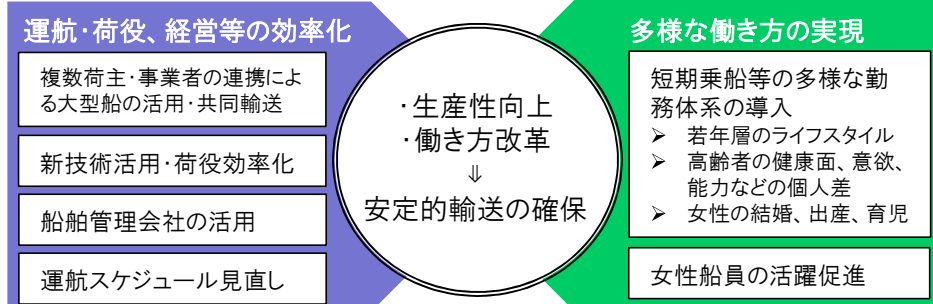 運航・荷役、経営等の効率化
複数荷主・事業者の連携によ
る大型船の活用・共同輸送
新技術活用・荷役効率化
船舶管理会社の活用
運航スケジュール見直し
・生産性向上
・働き方改革
⇓
安定的輸送の確保
多様な働き方の実現
短期乗船等の多様な勤
務体系の導入
➢ 若年層のライフスタイル
➢ 高齢者の健康面、意欲、
能力などの個人差
➢ 女性の結婚、出産、育児
女性船員の活躍促進